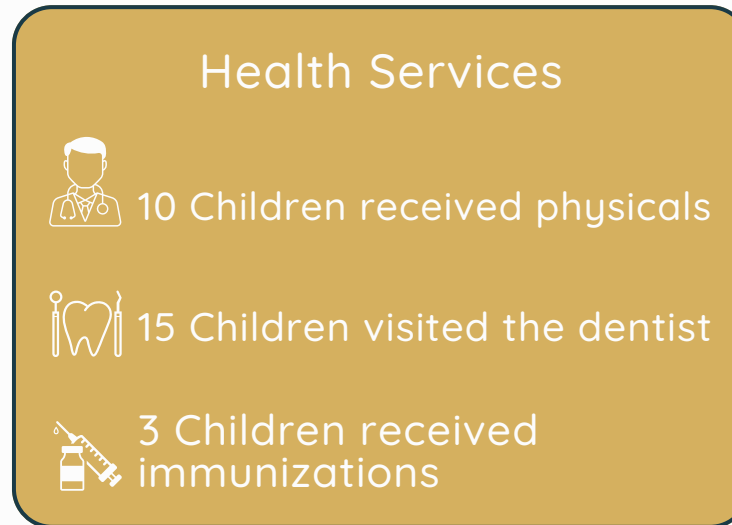 Health Services
10 Children received physicals
15 Children visited the dentist
3 Children received
immunizations